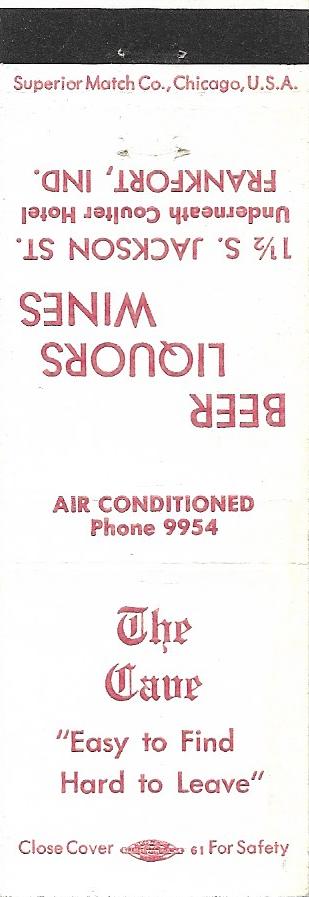 Superior Match Co., Chicago, U.S.A.
BEER
LIQUORS
WINES
1½ S. JACKSON ST.
Underneath Coulter Hotel
FRANKFORT, IND.
AIR CONDITIONED
Phone 9954
The
Cave
"Easy to Find
Hard to Leave"
Close Cover 61 For Safety